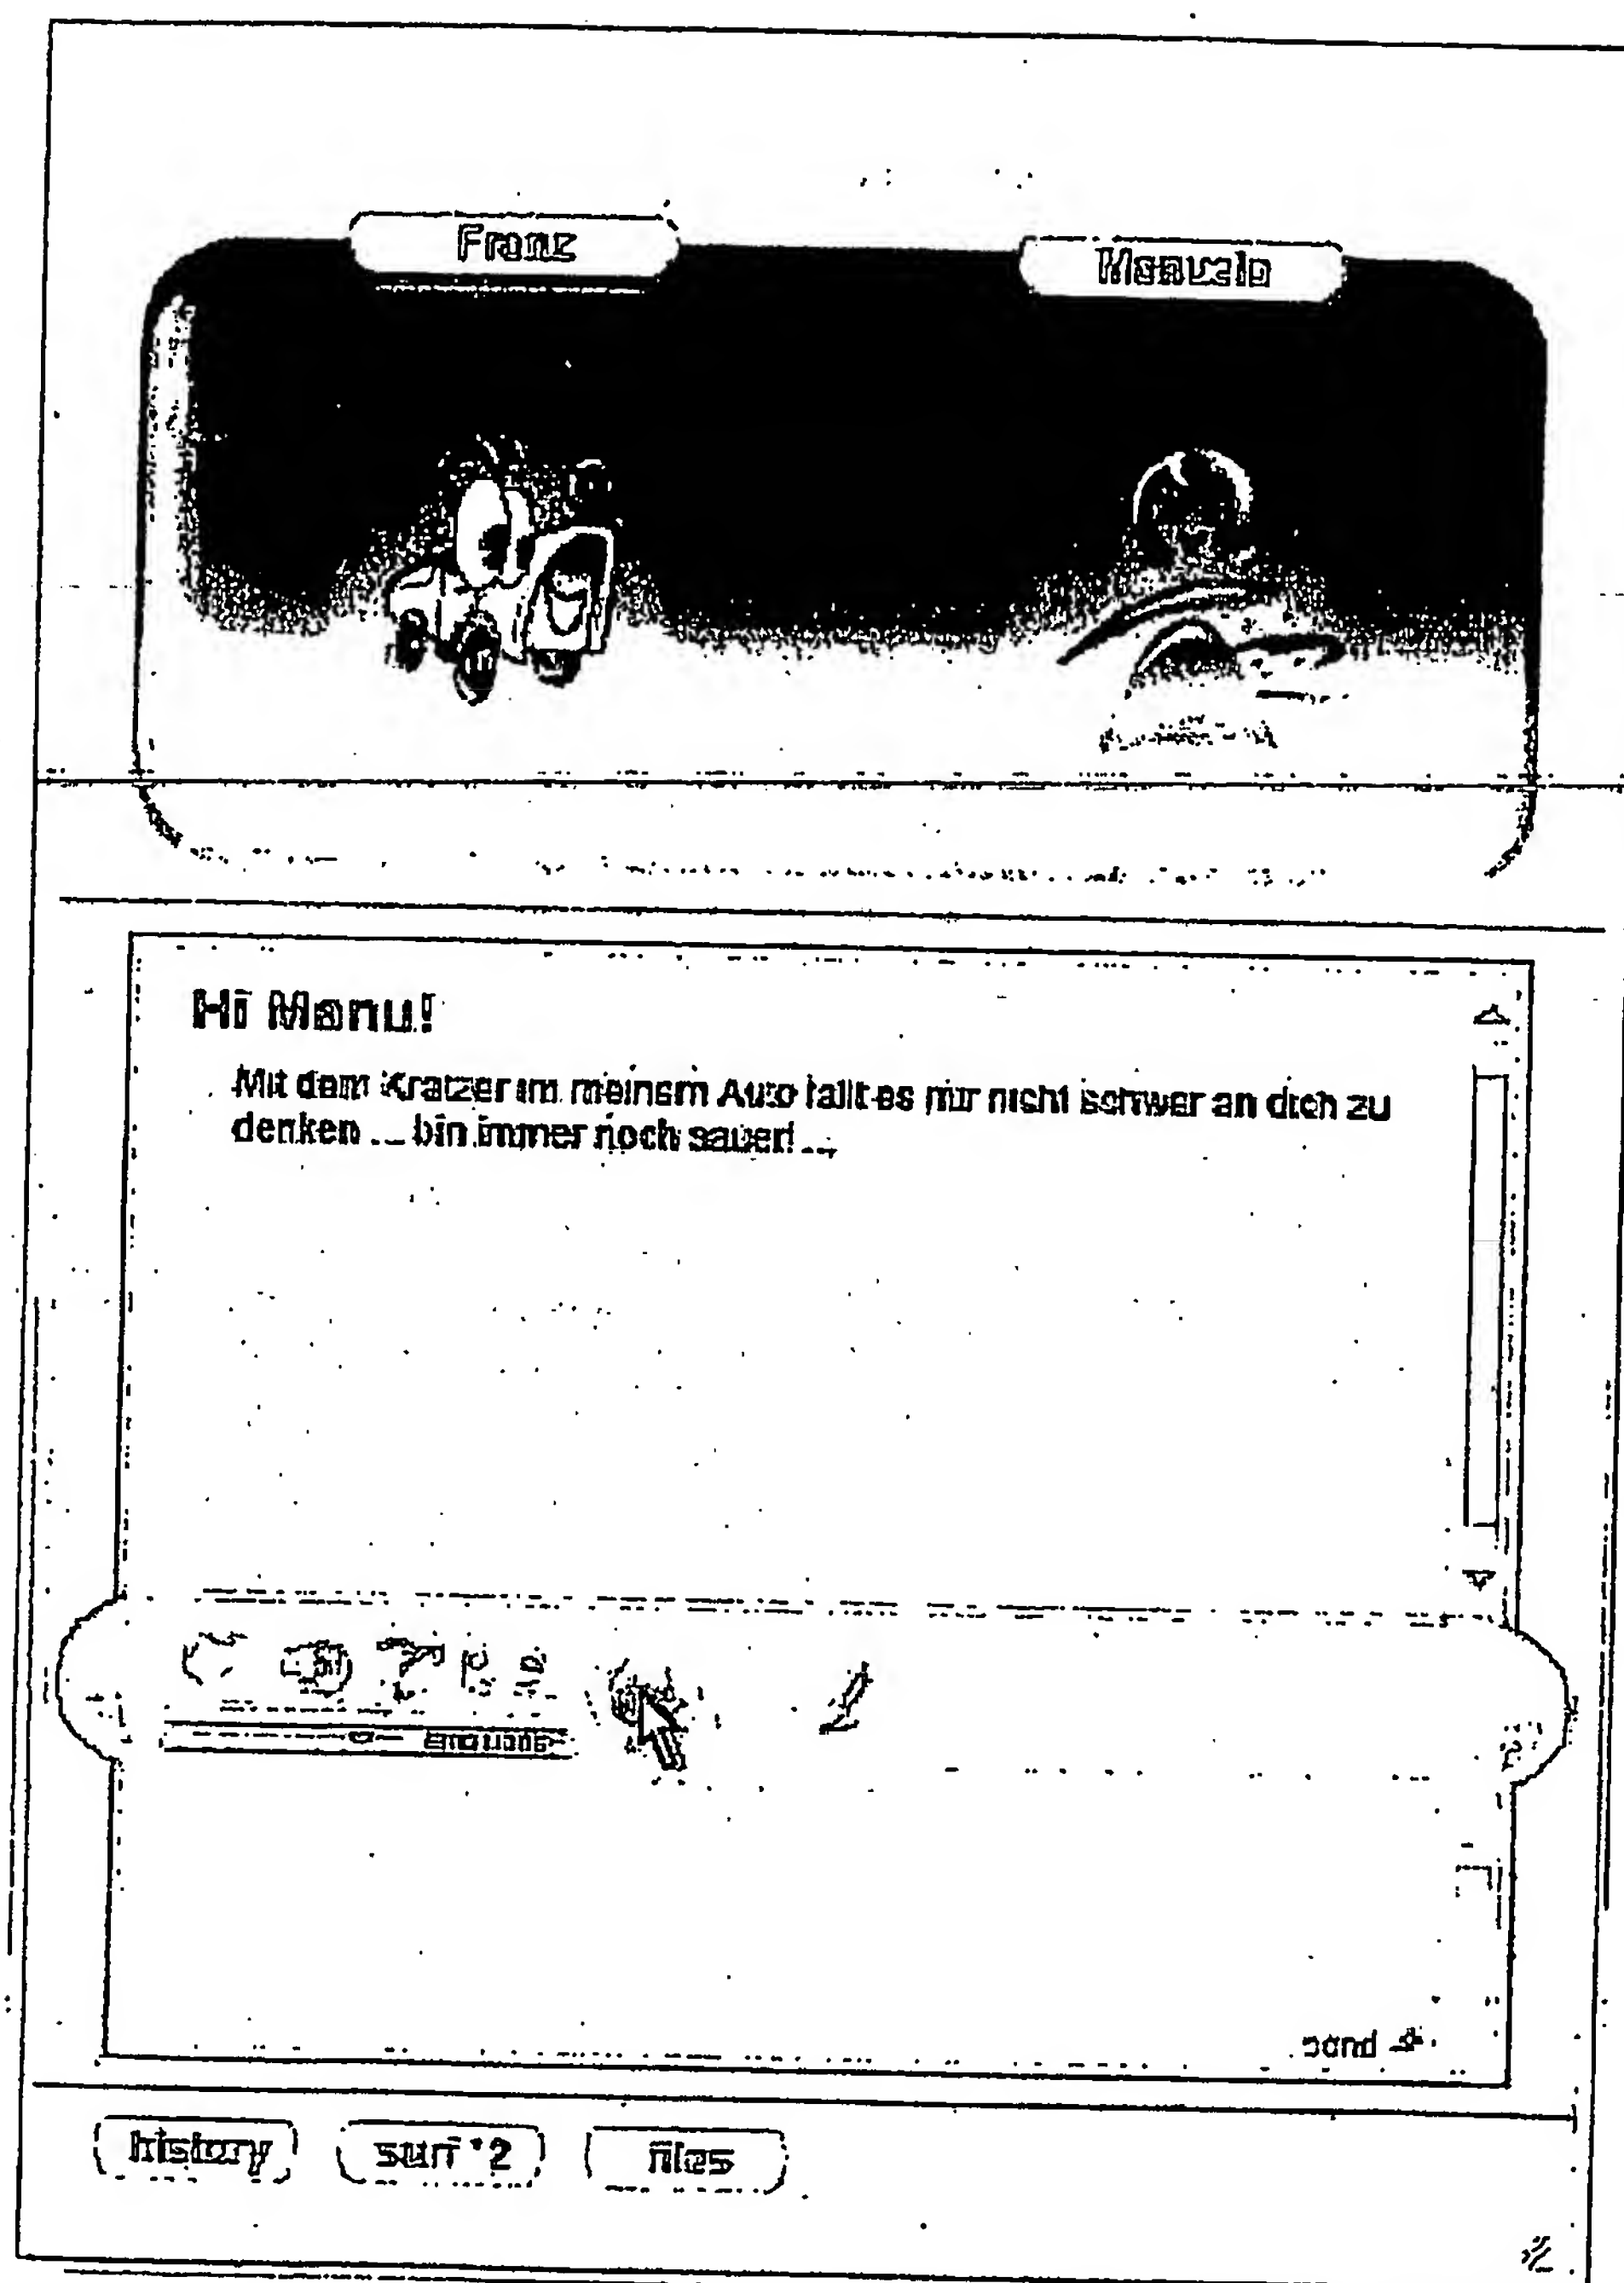 Franz
Manuela
Hi Manu!
Mit dem Kratzer im meinem Auto fällt es mir nicht schwer an dich zu
denken ... bin immer noch sauer! ...
Emotions
send
history
surf *2
files